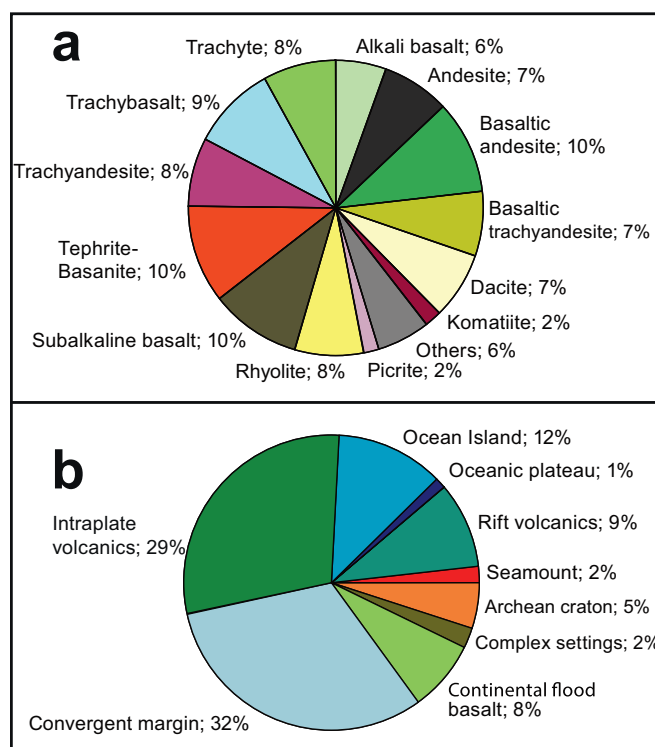 a
Trachyte; 8%
Alkali basalt; 6%
Andesite; 7%
Trachybasalt; 9%
Basaltic
andesite; 10%
Trachyandesite; 8%
Basaltic
trachyandesite; 7%
Tephrite-
Basanite; 10%
Dacite; 7%
Komatiite; 2%
Subalkaline basalt; 10%
Others; 6%
Rhyolite; 8%
Picrite; 2%
b
Ocean Island; 12%
Oceanic plateau; 1%
Intraplate
volcanics; 29%
Rift volcanics; 9%
Seamount; 2%
Archean craton; 5%
Complex settings; 2%
Continental flood
basalt; 8%
Convergent margin; 32%